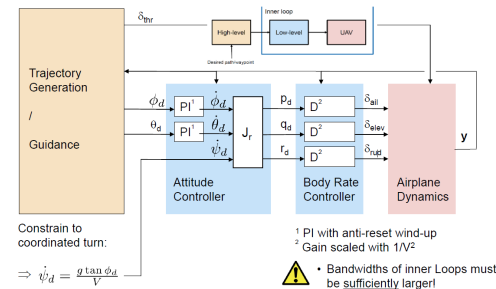 Inner loop
δthr
High-level
Low-level
UAV
Desired path-waypoint
Trajectory
Generation
/
Guidance
ϕd PI¹ ϕ̇d pd D² δail
θd PI¹ θ̇d Jr qd D² δelev y
ψ̇d rd D² δrud
Attitude
Controller
Body Rate
Controller
Airplane
Dynamics
Constrain to
coordinated turn:
⇒ ψ̇d = g tan ϕd / V
¹ PI with anti-reset wind-up
² Gain scaled with 1/V²
• Bandwidths of inner Loops must
be sufficiently larger!